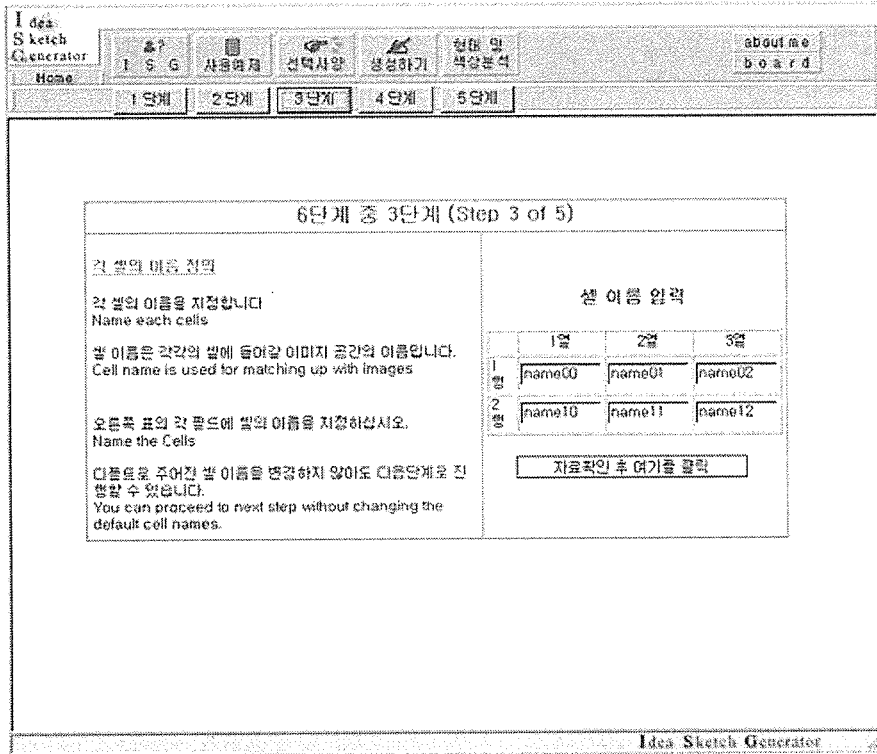 Idea
Sketch
Generator
Home
I S G
사용예제
선택사양
생성하기
형태 및
색상분석
about me
board
1 단계
2 단계
3 단계
4 단계
5 단계
6단계 중 3단계 (Step 3 of 5)
각 셀의 이름 정의
각 셀의 이름을 지정합니다
Name each cells
셀 이름은 각각의 셀에 들어갈 이미지 공간의 이름입니다.
Cell name is used for matching up with images
오른쪽 표의 각 필드에 셀의 이름을 지정하십시오.
Name the Cells
디폴트로 주어진 셀 이름을 변경하지 않아도 다음단계로 진
행할 수 있습니다.
You can proceed to next step without changing the
default cell names.
셀 이름 입력
1열 2열 3열
1행 name00 name01 name02
2행 name10 name11 name12
자료확인 후 여기를 클릭
Idea Sketch Generator